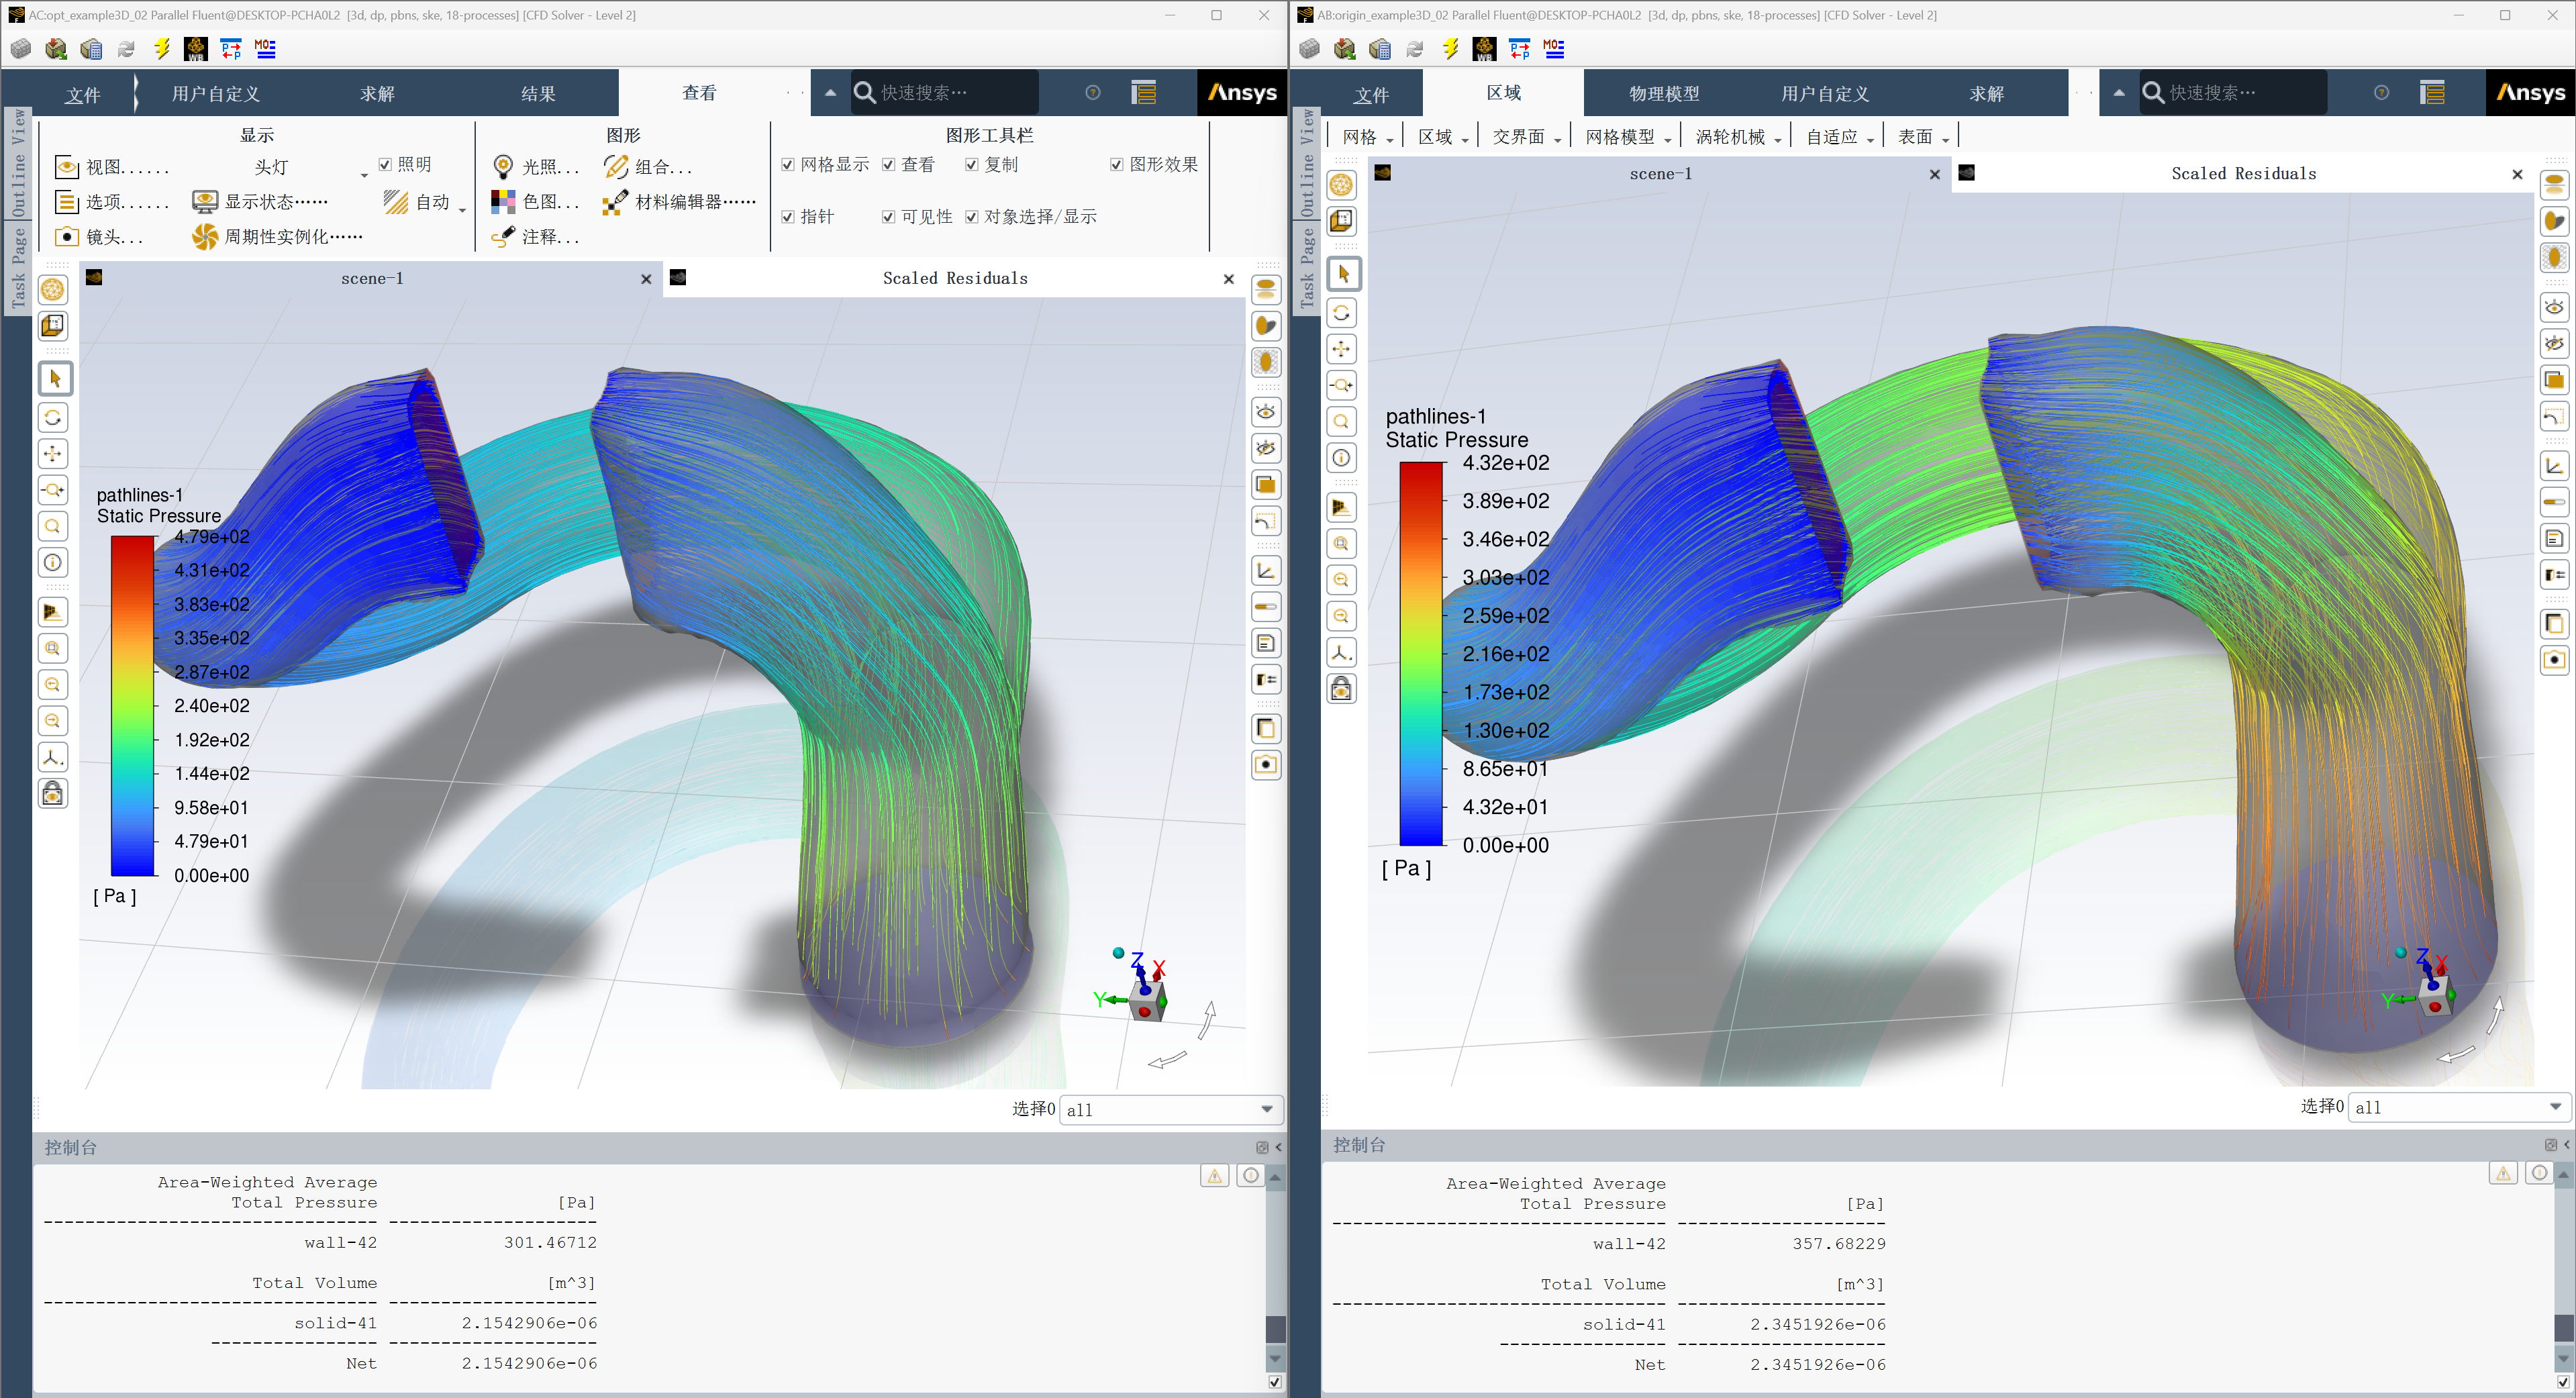 AC:opt_example3D_02 Parallel Fluent@DESKTOP-PCHA0L2 [3d, dp, pbns, ske, 18-processes] [CFD Solver - Level 2]
WB
P
P
MO
文件
用户自定义
求解
结果
查看
快速搜索…
Ansys
Outline View
Task Page
显示
视图......
头灯
照明
选项......
显示状态……
自动
镜头...
周期性实例化……
图形
光照...
组合...
色图...
材料编辑器……
注释...
图形工具栏
网格显示
查看
复制
图形效果
指针
可见性
对象选择/显示
scene-1
Scaled Residuals
pathlines-1
Static Pressure
4.79e+02
4.31e+02
3.83e+02
3.35e+02
2.87e+02
2.40e+02
1.92e+02
1.44e+02
9.58e+01
4.79e+01
0.00e+00
[ Pa ]
Z
X
Y
选择0
all
控制台
Area-Weighted Average
Total Pressure [Pa]
-------------------------------- --------------------
wall-42 301.46712
Total Volume [m^3]
-------------------------------- --------------------
solid-41 2.1542906e-06
---------------- --------------------
Net 2.1542906e-06
AB:origin_example3D_02 Parallel Fluent@DESKTOP-PCHA0L2 [3d, dp, pbns, ske, 18-processes] [CFD Solver - Level 2]
WB
P
P
MO
文件
区域
物理模型
用户自定义
求解
快速搜索…
Ansys
Outline View
Task Page
网格
区域
交界面
网格模型
涡轮机械
自适应
表面
scene-1
Scaled Residuals
pathlines-1
Static Pressure
4.32e+02
3.89e+02
3.46e+02
3.03e+02
2.59e+02
2.16e+02
1.73e+02
1.30e+02
8.65e+01
4.32e+01
0.00e+00
[ Pa ]
Z
X
Y
选择0
all
控制台
Area-Weighted Average
Total Pressure [Pa]
-------------------------------- --------------------
wall-42 357.68229
Total Volume [m^3]
-------------------------------- --------------------
solid-41 2.3451926e-06
---------------- --------------------
Net 2.3451926e-06